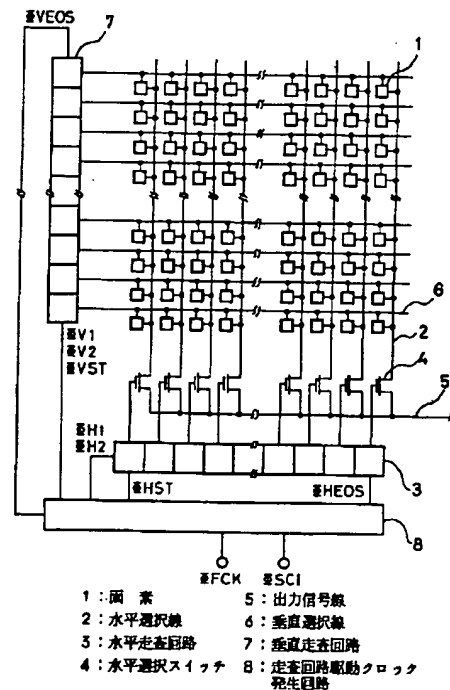 ΦVEOS
7
1
6
2
4
5
ΦV1
ΦV2
ΦVST
ΦH1
ΦH2
3
ΦHST
ΦHEOS
8
ΦFCK
ΦSCI
1：画 素
2：水平選択線
3：水平走査回路
4：水平選択スイッチ
5：出力信号線
6：垂直選択線
7：垂直走査回路
8：走査回路駆動クロック
発生回路